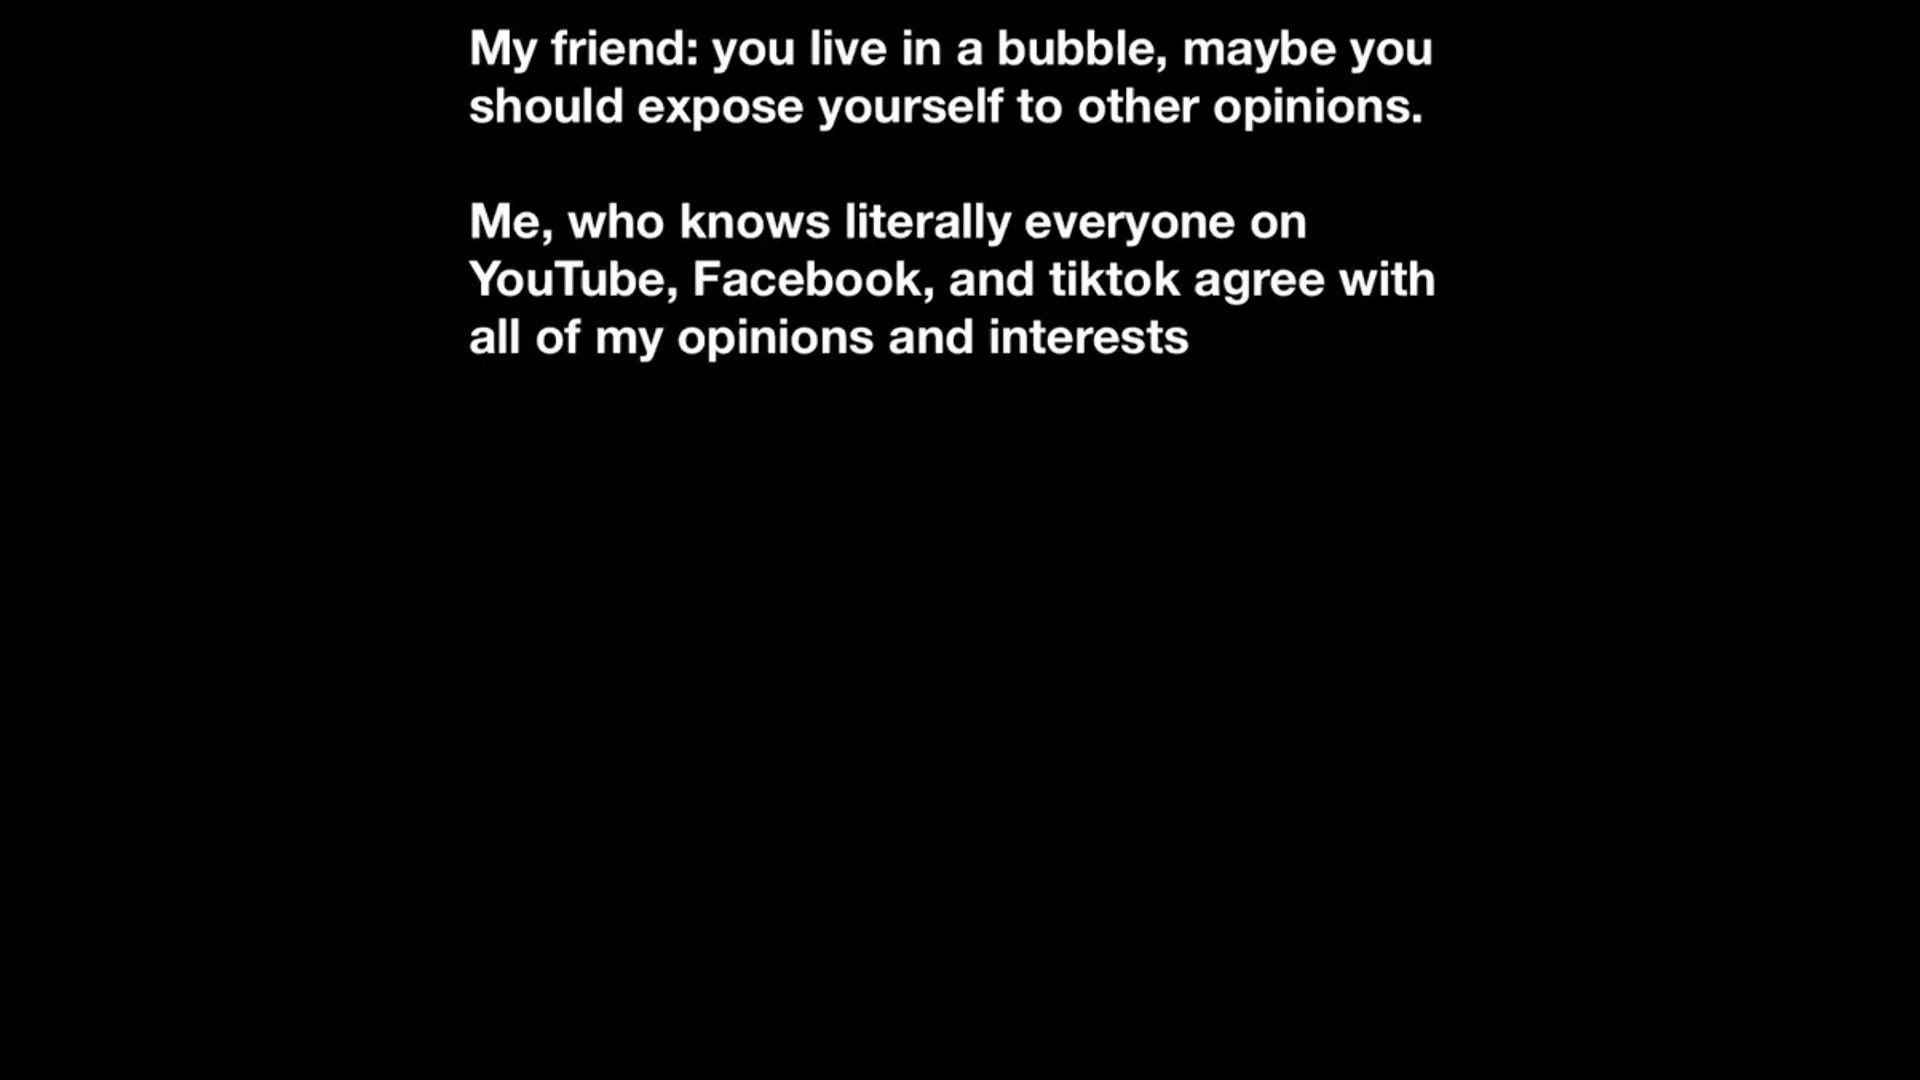 My friend: you live in a bubble, maybe you
should expose yourself to other opinions.
Me, who knows literally everyone on
YouTube, Facebook, and tiktok agree with
all of my opinions and interests